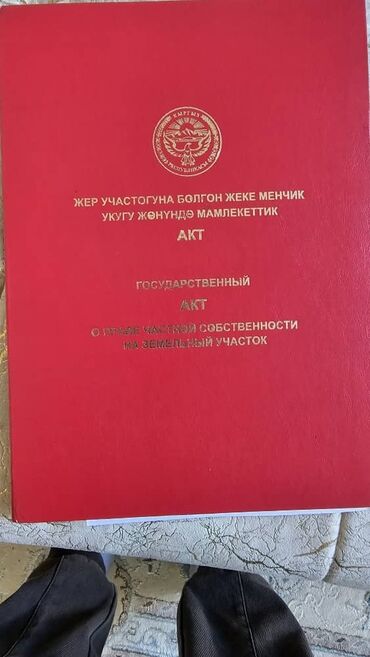 ЖЕР УЧАСТОГУНА БОЛГОН ЖЕКЕ МЕНЧИК
УКУГУ ЖӨНҮНДӨ МАМЛЕКЕТТИК
АКТ
ГОСУДАРСТВЕННЫЙ
АКТ
О ПРАВЕ ЧАСТНОЙ СОБСТВЕННОСТИ
НА ЗЕМЕЛЬНЫЙ УЧАСТОК